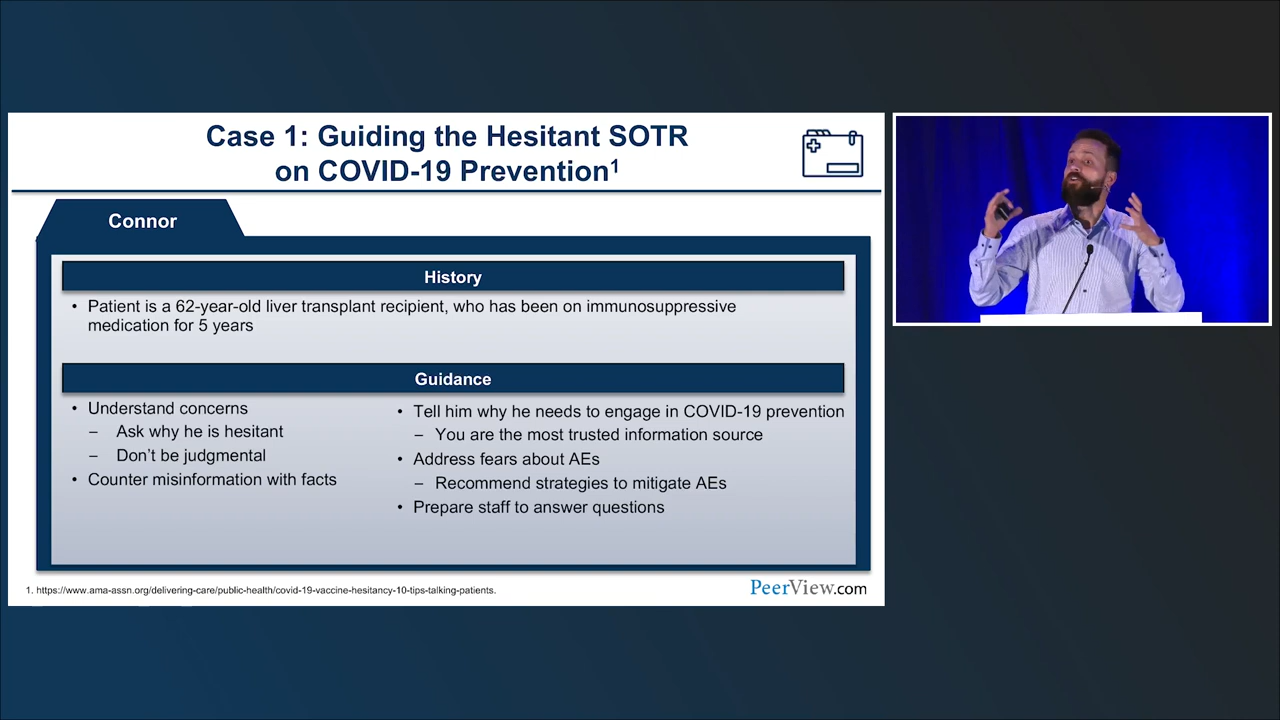 Case 1: Guiding the Hesitant SOTR
on COVID-19 Prevention¹
Connor
History
• Patient is a 62-year-old liver transplant recipient, who has been on immunosuppressive
medication for 5 years
Guidance
• Understand concerns
– Ask why he is hesitant
– Don't be judgmental
• Counter misinformation with facts
• Tell him why he needs to engage in COVID-19 prevention
– You are the most trusted information source
• Address fears about AEs
– Recommend strategies to mitigate AEs
• Prepare staff to answer questions
1. https://www.ama-assn.org/delivering-care/public-health/covid-19-vaccine-hesitancy-10-tips-talking-patients.
PeerView.com